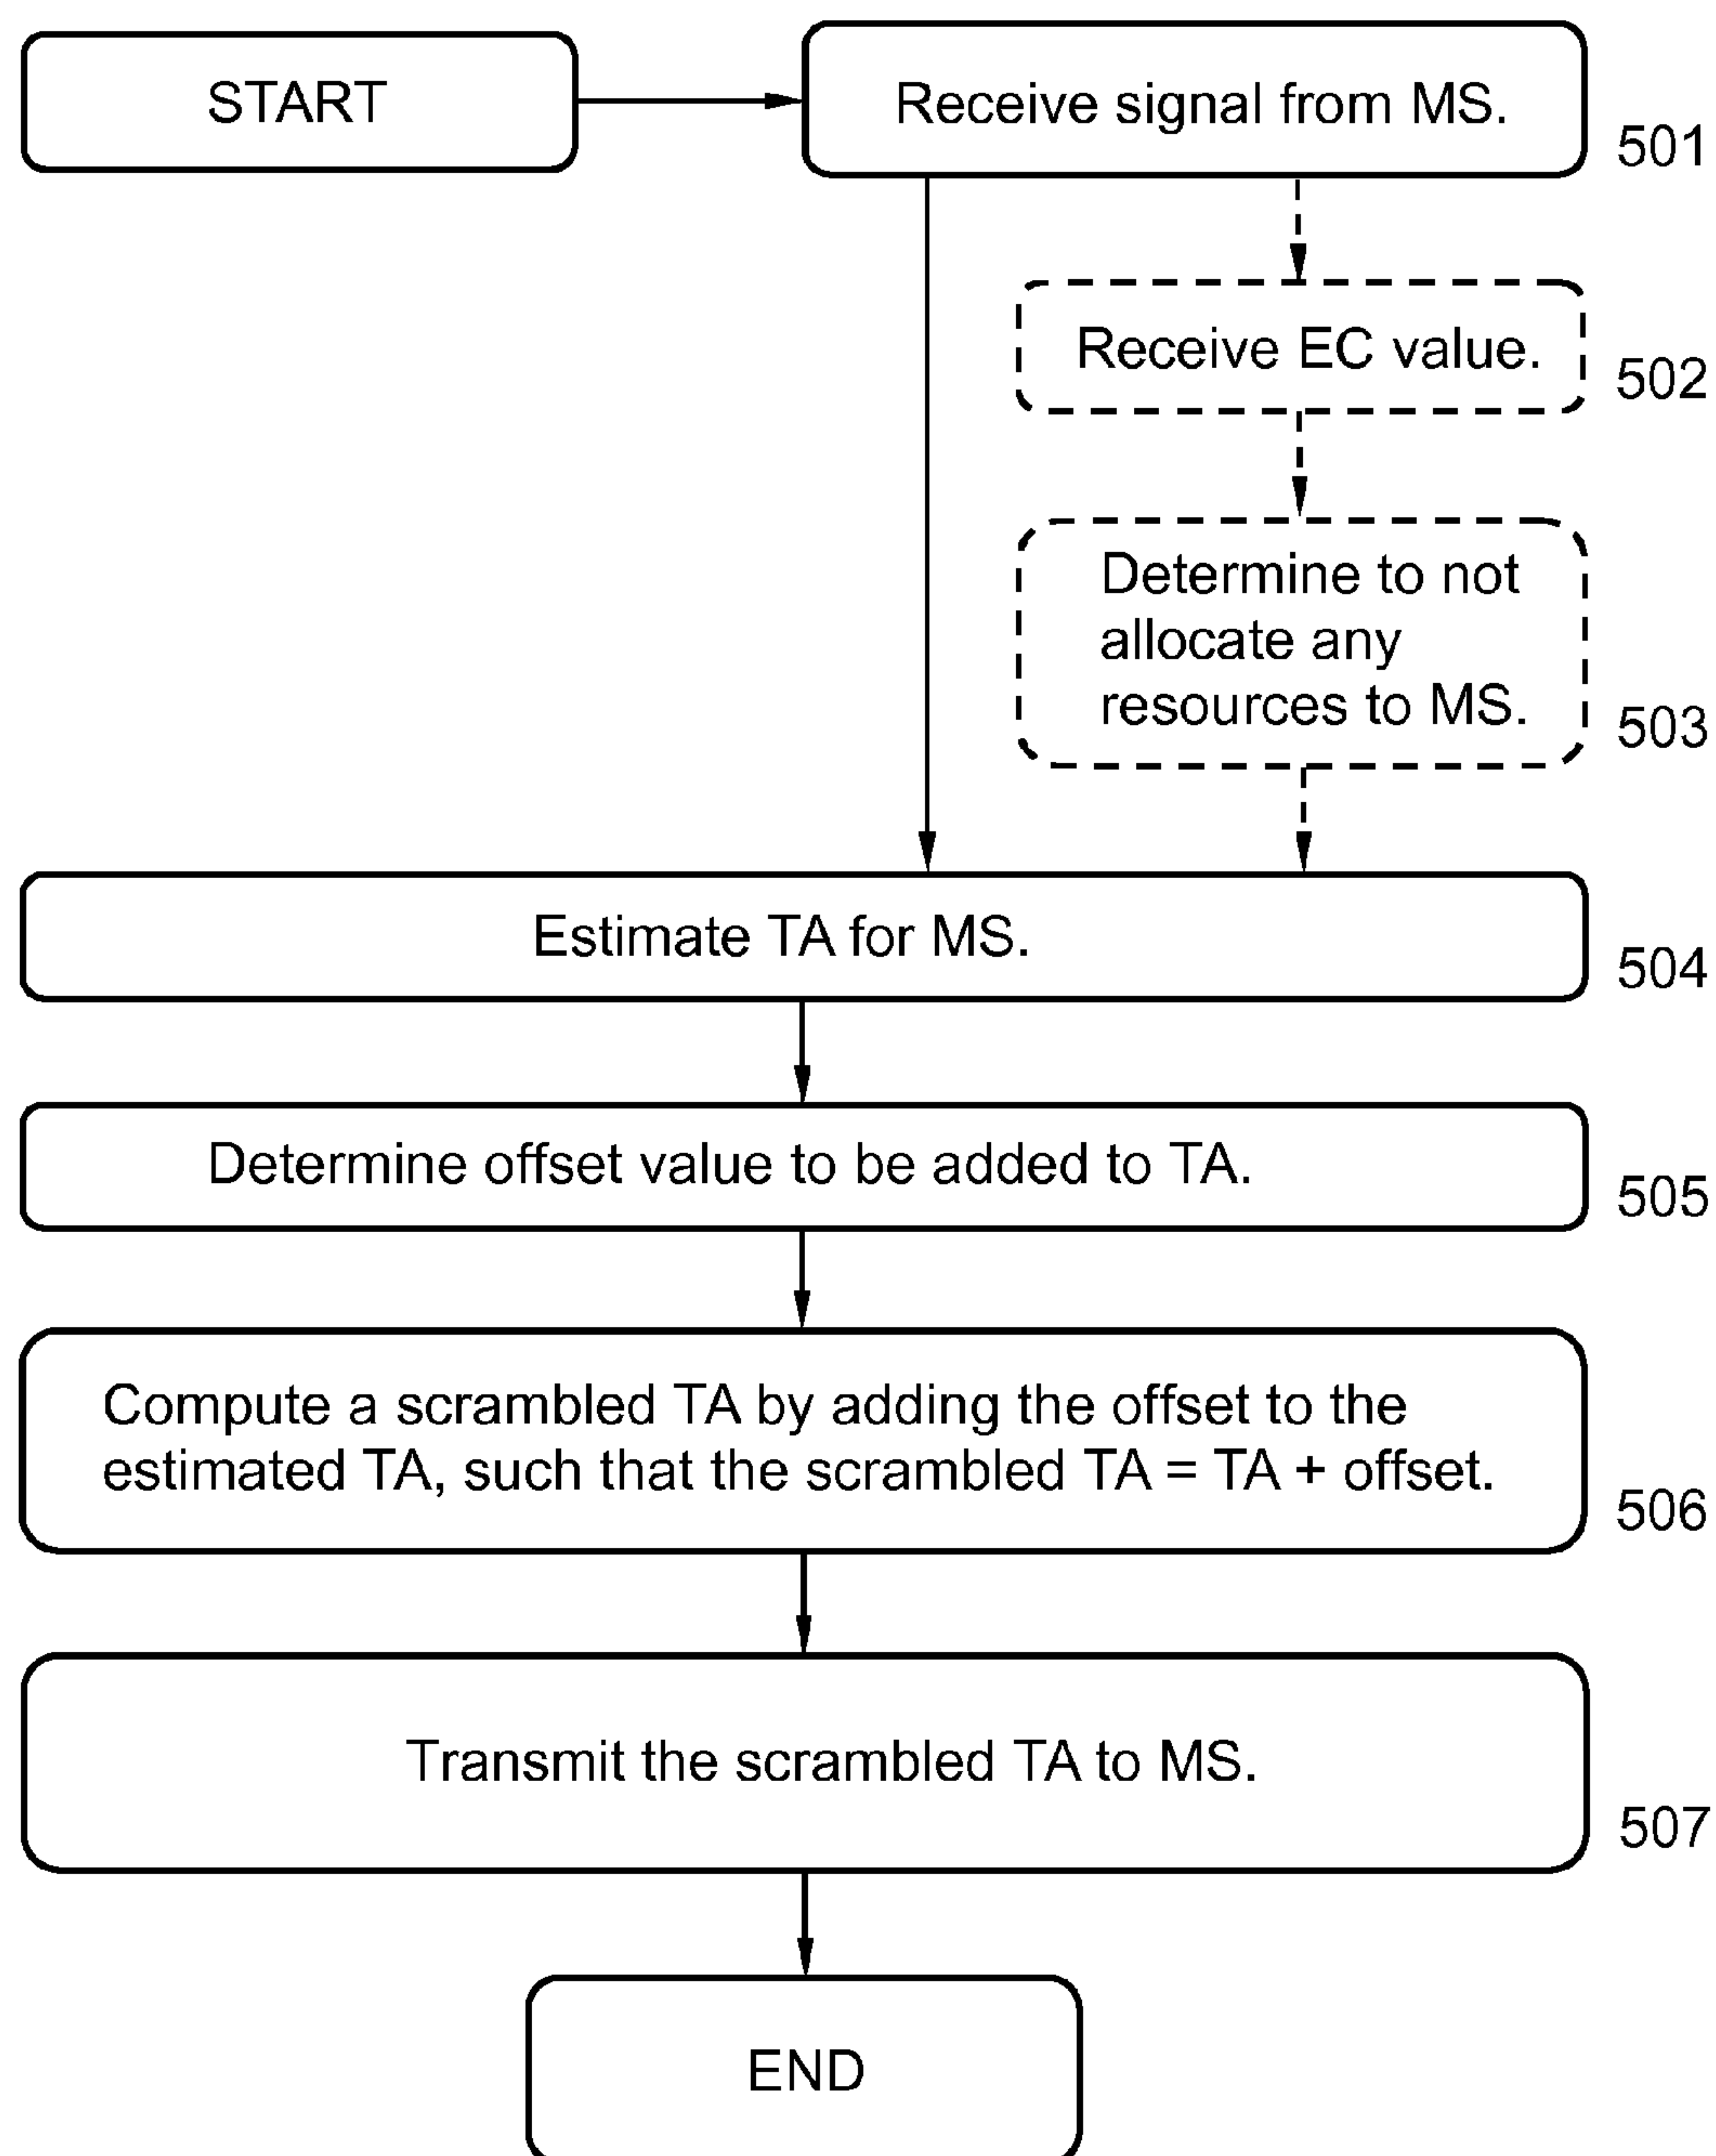 START
Receive signal from MS.
501
Receive EC value.
502
Determine to not
allocate any
resources to MS.
503
Estimate TA for MS.
504
Determine offset value to be added to TA.
505
Compute a scrambled TA by adding the offset to the
estimated TA, such that the scrambled TA = TA + offset.
506
Transmit the scrambled TA to MS.
507
END